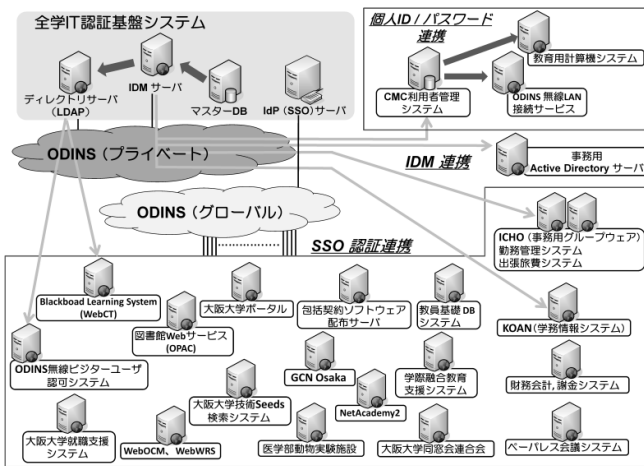 全学IT認証基盤システム
IDM サーバ
ディレクトリサーバ
(LDAP)
マスターDB
IdP (SSO) サーバ
個人ID / パスワード
連携
教育用計算機システム
CMC利用者管理
システム
ODINS 無線LAN
接続サービス
ODINS (プライベート)
IDM 連携
事務用
Active Directory サーバ
ODINS (グローバル)
SSO 認証連携
ICHO (事務用グループウェア)
勤務管理システム
出張旅費システム
Blackboad Learning System
(WebCT)
大阪大学ポータル
包括契約ソフトウェア
配布サーバ
教員基礎 DB
システム
KOAN (学務情報システム)
図書館Webサービス
(OPAC)
ODINS無線ビジターユーザ
認可システム
GCN Osaka
学際融合教育
支援システム
財務会計, 謝金システム
大阪大学技術Seeds
検索システム
NetAcademy2
大阪大学就職支援
システム
WebOCM、WebWRS
医学部動物実験施設
大阪大学同窓会連合会
ペーパレス会議システム